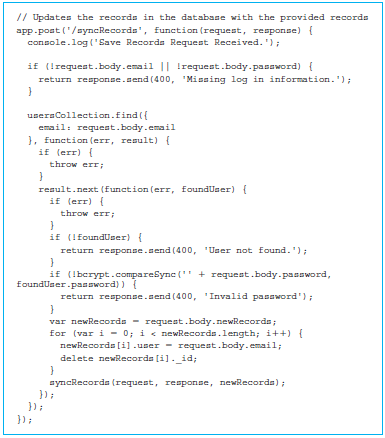 // Updates the records in the database with the provided records
app.post('/syncRecords', function(request, response) {
console.log('Save Records Request Received.');
if (!request.body.email || !request.body.password) {
return response.send(400, 'Missing log in information.');
}
usersCollection.find({
email: request.body.email
}, function(err, result) {
if (err) {
throw err;
}
result.next(function(err, foundUser) {
if (err) {
throw err;
}
if (!foundUser) {
return response.send(400, 'User not found.');
}
if (!bcrypt.compareSync('' + request.body.password,
foundUser.password)) {
return response.send(400, 'Invalid password');
}
var newRecords = request.body.newRecords;
for (var i = 0; i < newRecords.length; i++) {
newRecords[i].user = request.body.email;
delete newRecords[i]._id;
}
syncRecords(request, response, newRecords);
});
});
});